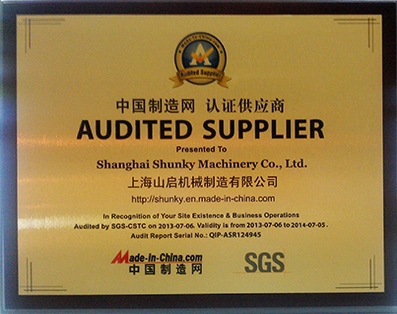 Made-in-China.com
Audited Supplier
中国制造网 认证供应商
AUDITED SUPPLIER
Presented To
Shanghai Shunky Machinery Co., Ltd.
上海山启机械制造有限公司
http://shunky.en.made-in-china.com
In Recognition of Your Site Existence & Business Operations
Audited by SGS-CSTC on 2013-07-06. Validity is from 2013-07-06 to 2014-07-05.
Audit Report Serial No.: QIP-ASR124945
Made-in-China.com
中国制造网
SGS